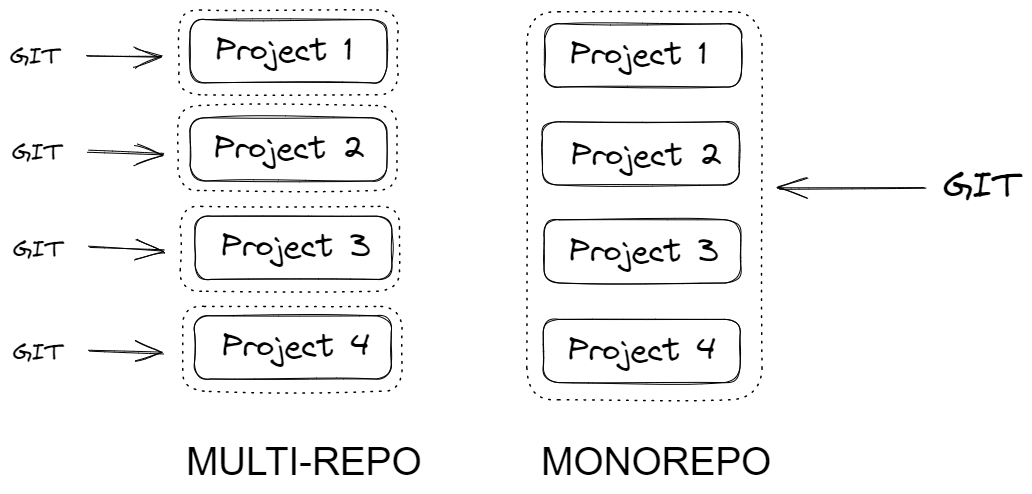 GIT
Project 1
GIT
Project 2
GIT
Project 3
GIT
Project 4
MULTI-REPO
Project 1
Project 2
Project 3
Project 4
GIT
MONOREPO